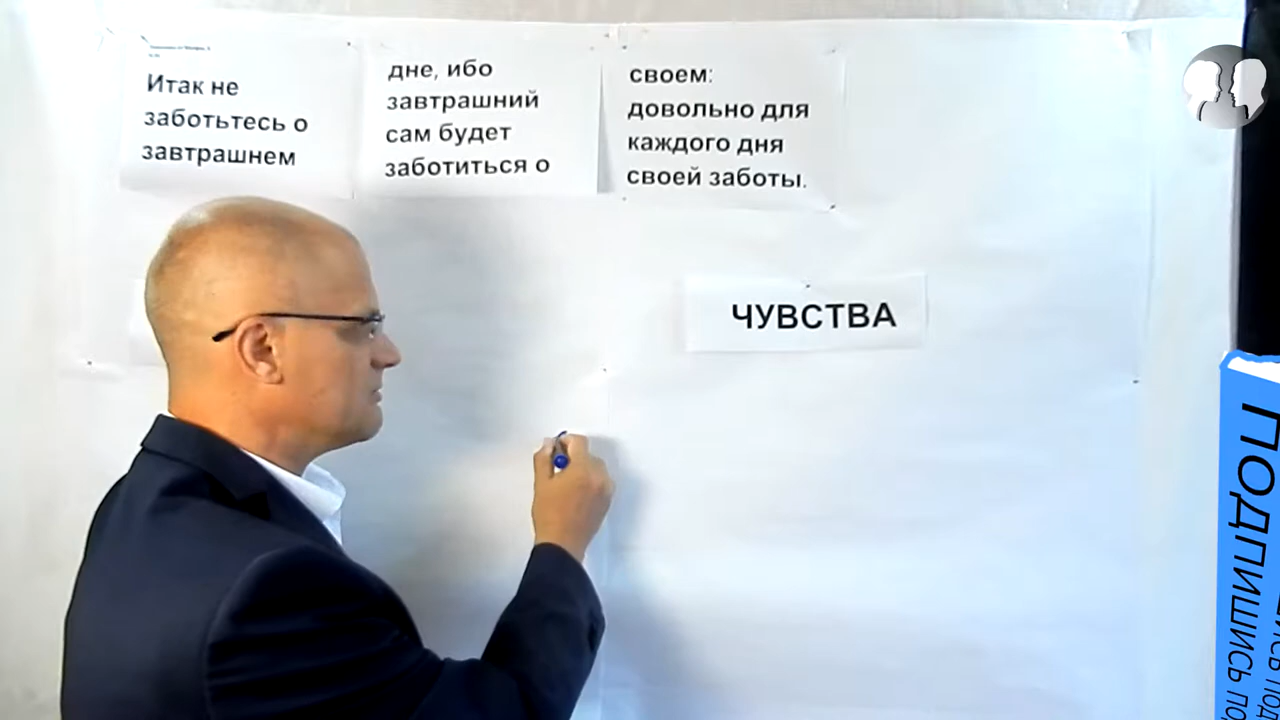 Итак не
заботьтесь о
завтрашнем
дне, ибо
завтрашний
сам будет
заботиться о
своем:
довольно для
каждого дня
своей заботы.
ЧУВСТВА
ПОДПИШИСЬ